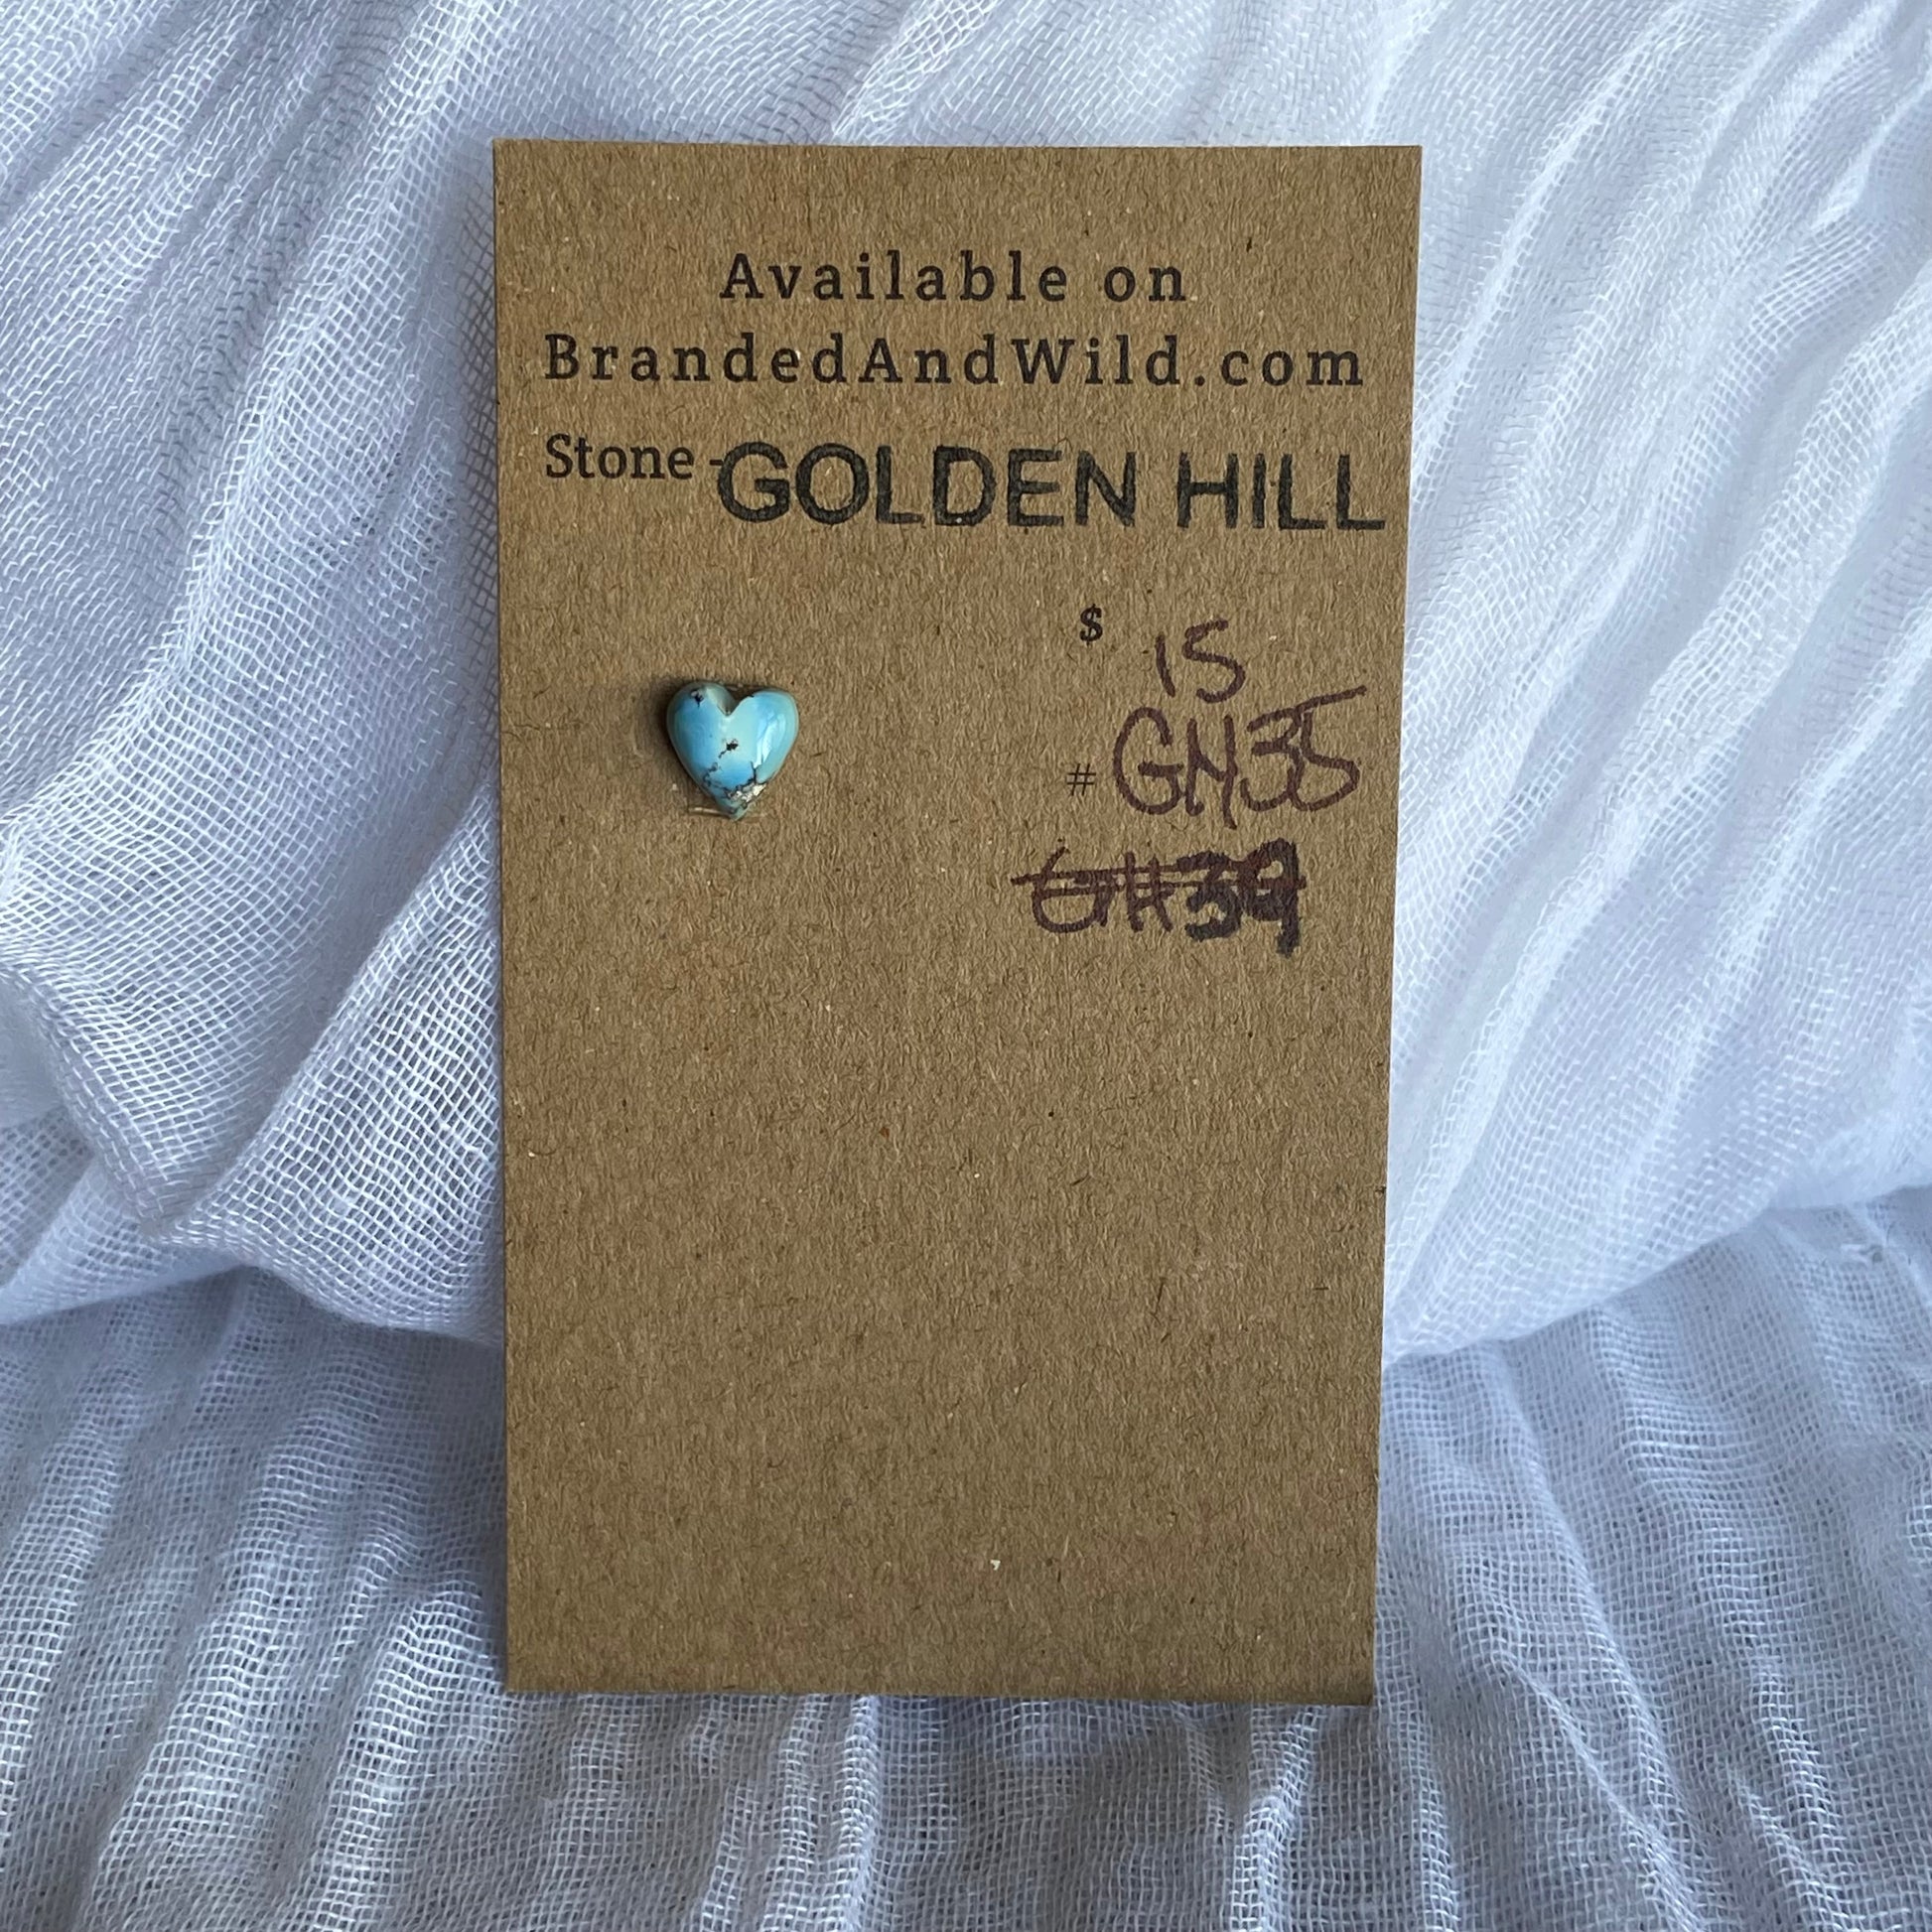 Available on
BrandedAndWild.com
Stone - GOLDEN HILL
$ 15
# GH35